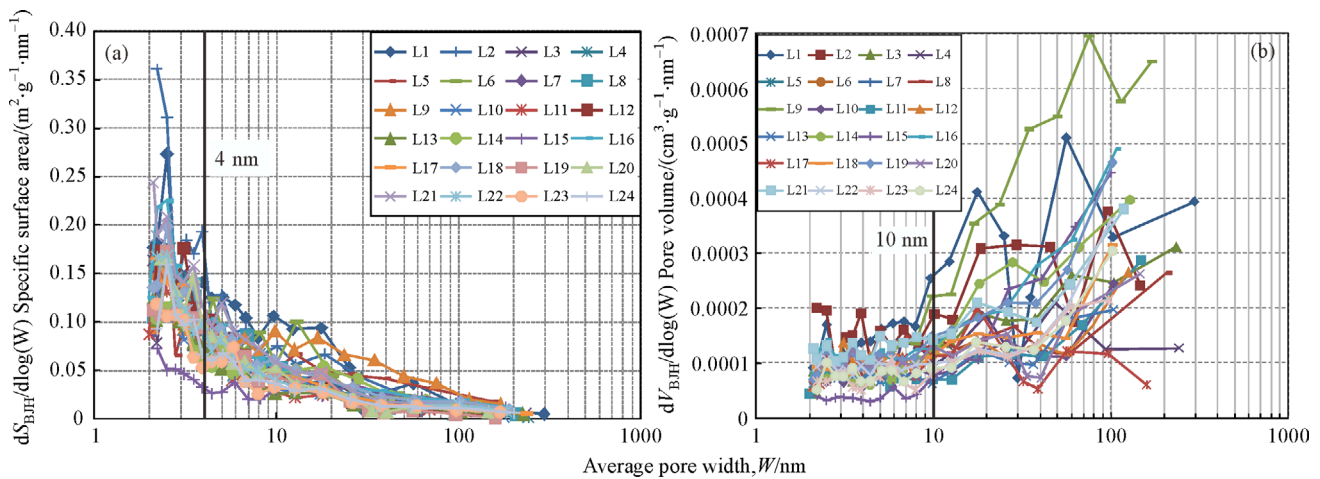 dS_BJH/dlog(W) Specific surface area/(m²·g⁻¹·nm⁻¹)
0.40
0.35
0.30
0.25
0.20
0.15
0.10
0.05
0
(a)
4 nm
L1 L2 L3 L4
L5 L6 L7 L8
L9 L10 L11 L12
L13 L14 L15 L16
L17 L18 L19 L20
L21 L22 L23 L24
1 10 100 1000
dV_BJH/dlog(W) Pore volume/(cm³·g⁻¹·nm⁻¹)
0.0007
0.0006
0.0005
0.0004
0.0003
0.0002
0.0001
0
(b)
L1 L2 L3 L4
L5 L6 L7 L8
L9 L10 L11 L12
L13 L14 L15 L16
L17 L18 L19 L20
L21 L22 L23 L24
10 nm
1 10 100 1000
Average pore width,W/nm